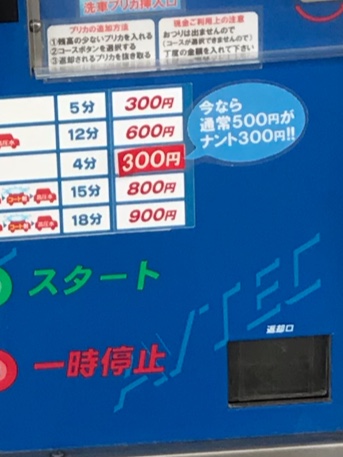 洗車プリカ挿入口
プリカの追加方法
①残高の少ないプリカを入れる
②コースボタンを選択する
③返却されるプリカを抜き取る
現金ご利用上の注意
おつりは出ませんので
(コースが選択できませんので)
丁度の金額を入れて下さい
5分 300円
12分 600円
4分 300円
15分 800円
18分 900円
今なら
通常500円が
ナント300円!!
スタート
一時停止
AVTEC
返却口